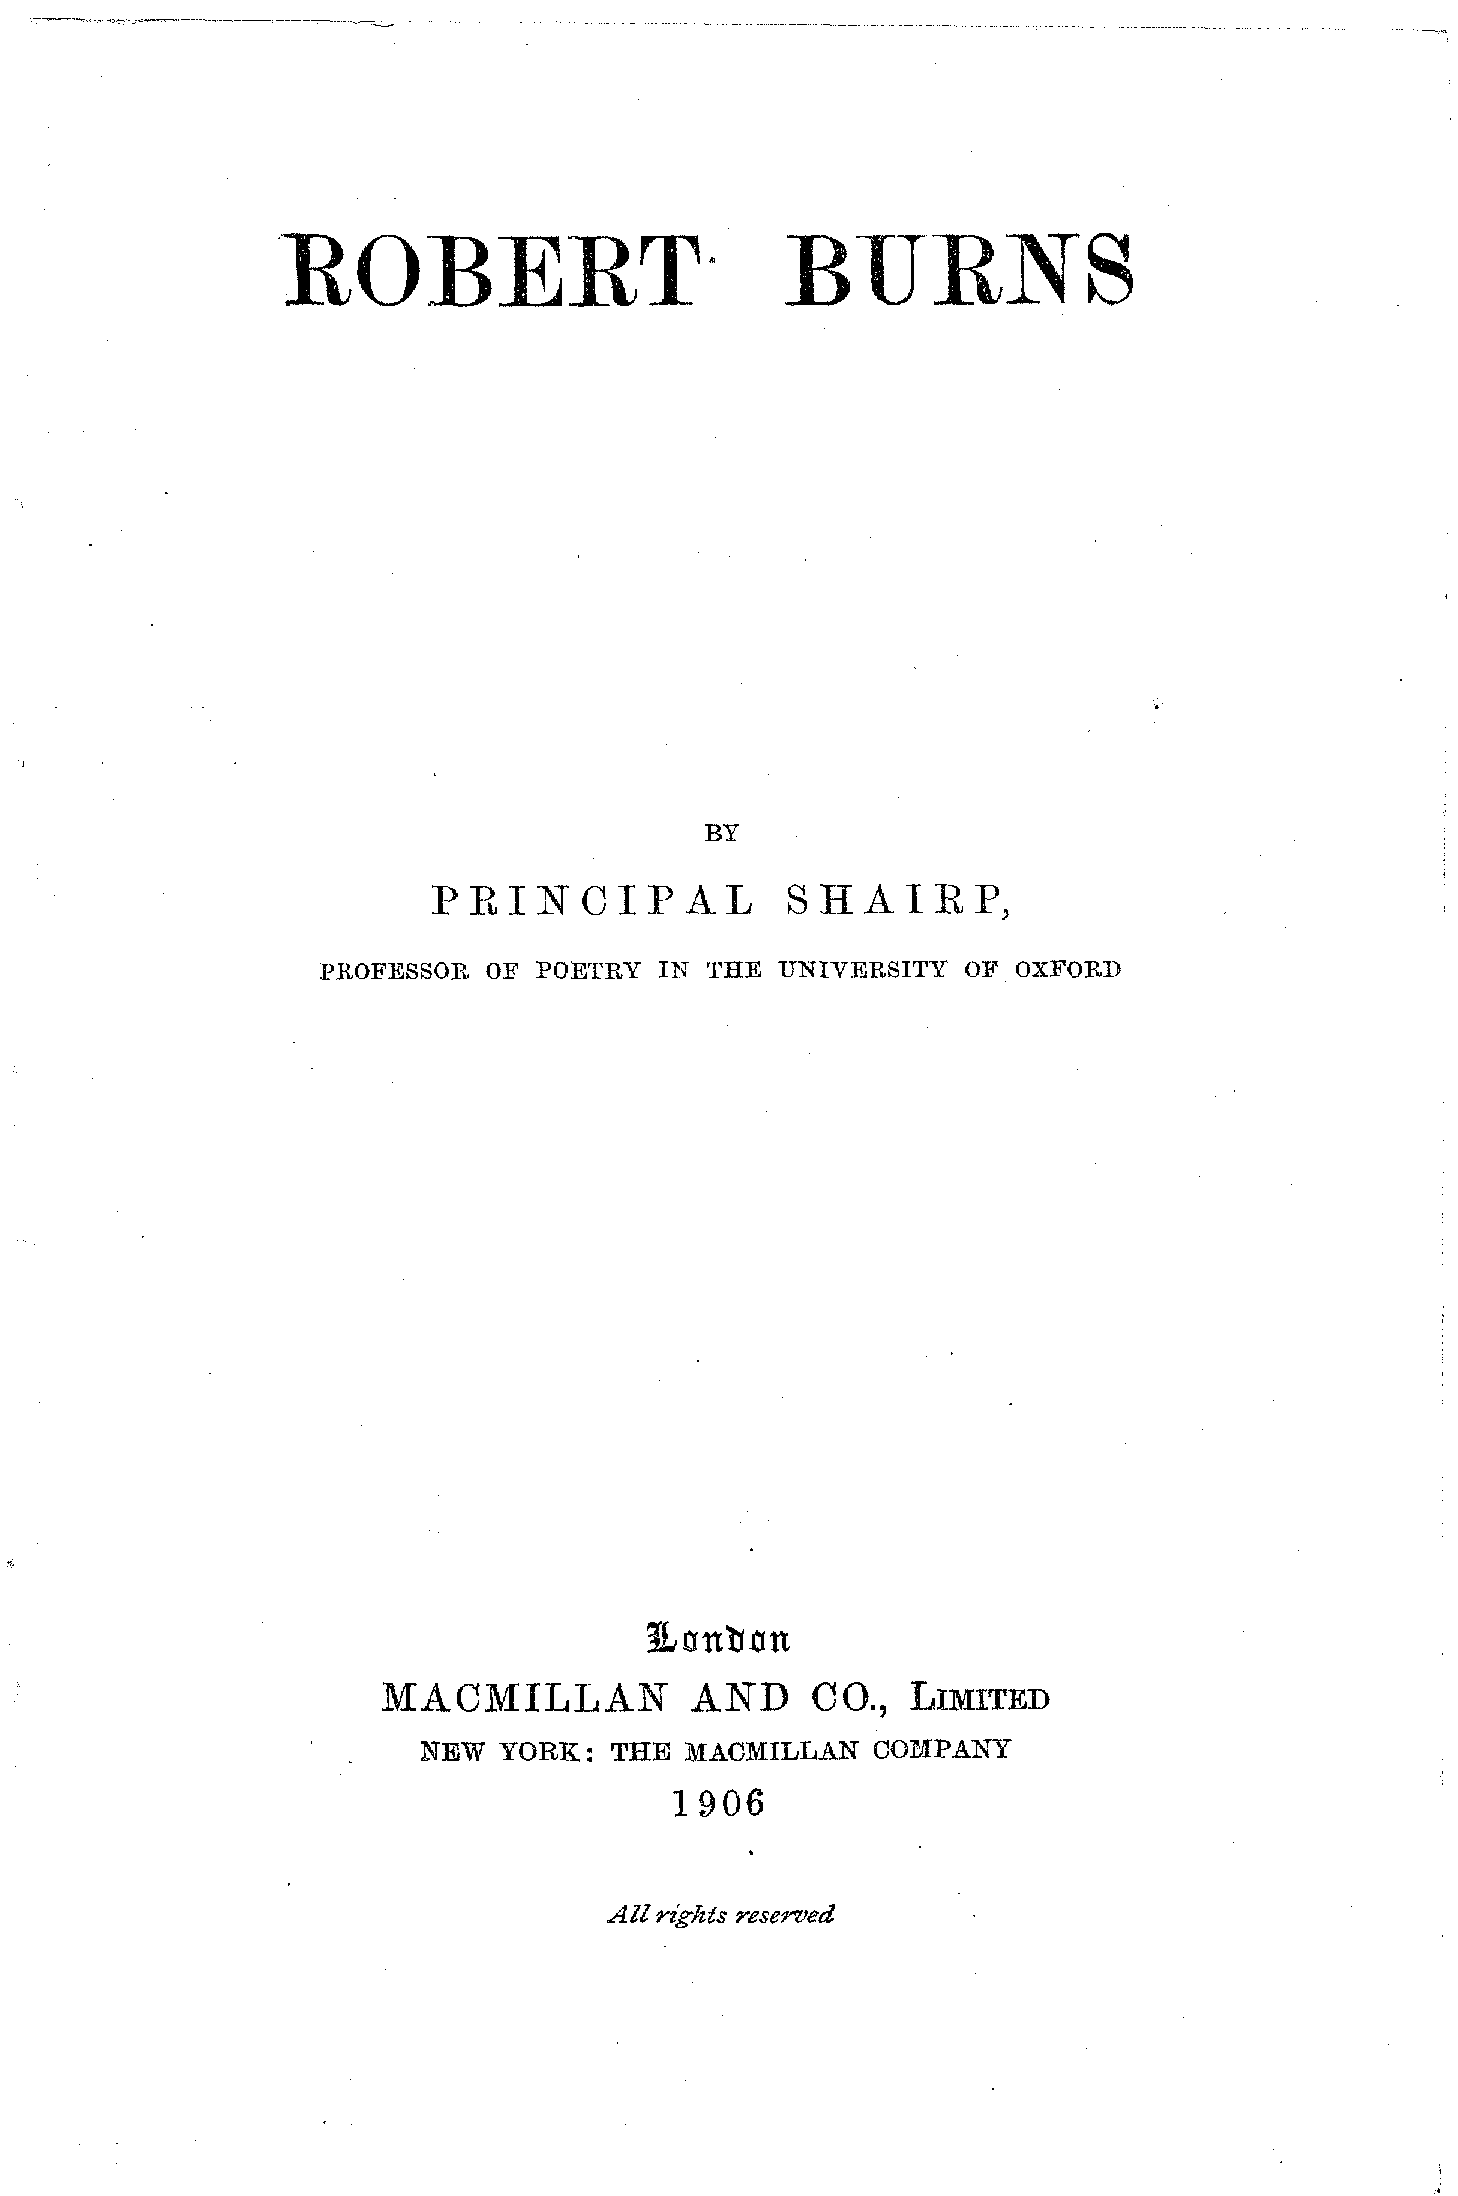 ROBERT BURNS
BY
PRINCIPAL SHAIRP,
PROFESSOR OF POETRY IN THE UNIVERSITY OF OXFORD
London
MACMILLAN AND CO., LIMITED
NEW YORK: THE MACMILLAN COMPANY
1906
All rights reserved